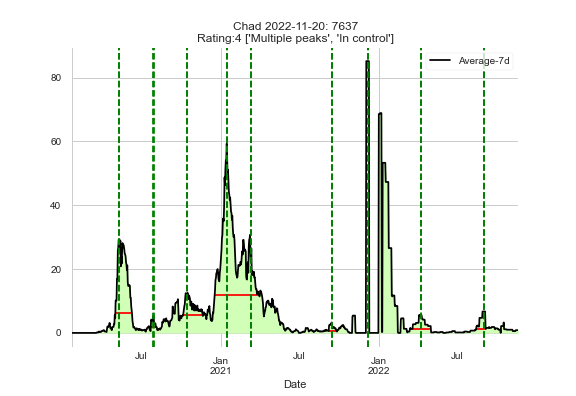 Chad 2022-11-20: 7637
Rating:4 ['Multiple peaks', 'In control']
Average-7d
80
60
40
20
10
0
Jul
Jan
2021
Jul
Jan
2022
Jul
Date